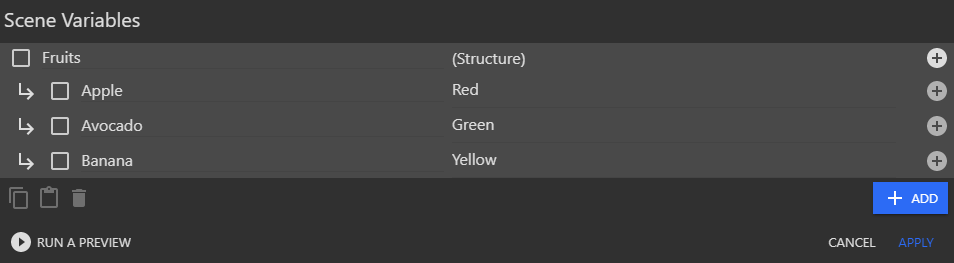 Scene Variables
Fruits (Structure)
Apple Red
Avocado Green
Banana Yellow
ADD
RUN A PREVIEW CANCEL APPLY